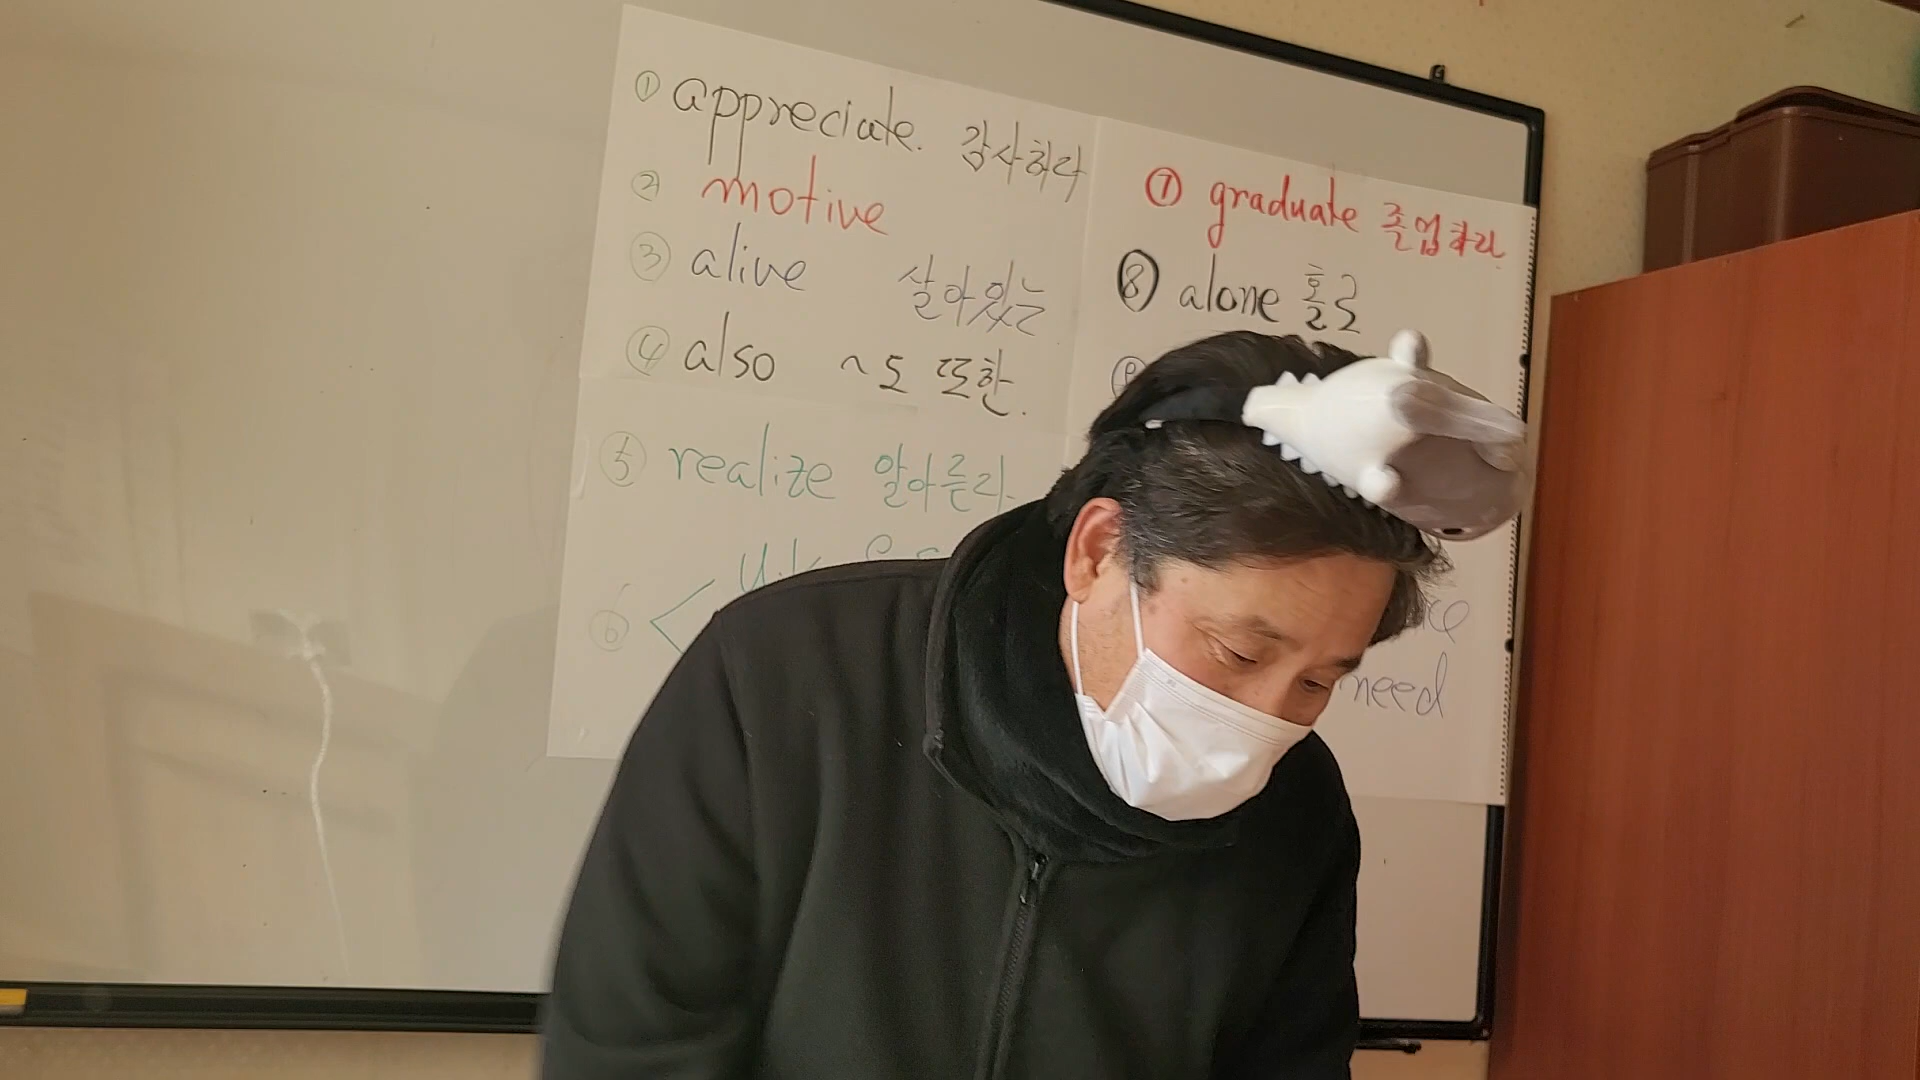 ① appreciate. 감사하다
② motive
③ alive 살아있는
④ also ~도 또한.
⑤ realize 알아듣다
⑥
⑦ graduate 졸업하다
⑧ alone 홀로
need